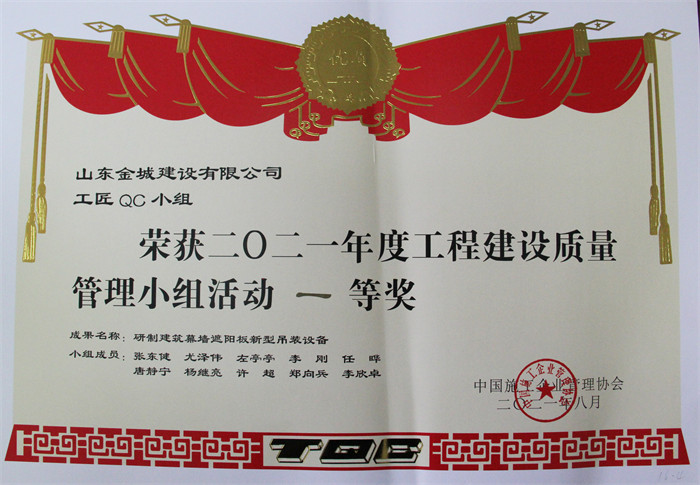 山东金城建设有限公司
工匠QC小组
荣获二〇二一年度工程建设质量
管理小组活动 一 等奖
成果名称：研制建筑幕墙遮阳板新型吊装设备
小组成员：张东健 尤泽伟 左亭亭 李刚 任晔
唐静宁 杨继亮 许超 郑向兵 李欣卓
中国施工企业管理协会
二〇二一年八月